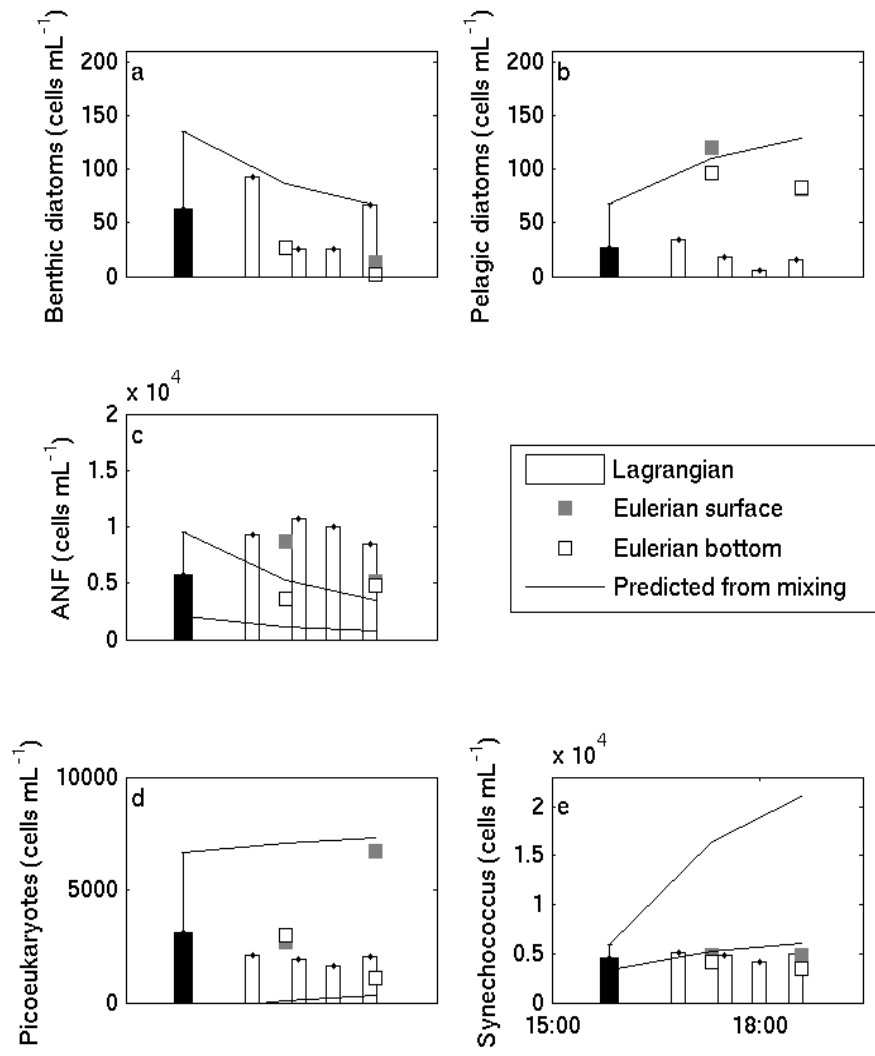 Benthic diatoms (cells mL⁻¹)
200
150
100
50
0
a
Pelagic diatoms (cells mL⁻¹)
200
150
100
50
0
b
x 10⁴
ANF (cells mL⁻¹)
2
1.5
1
0.5
0
c
Lagrangian
Eulerian surface
Eulerian bottom
Predicted from mixing
Picoeukaryotes (cells mL⁻¹)
10000
5000
0
d
x 10⁴
Synechococcus (cells mL⁻¹)
2
1.5
1
0.5
0
e
15:00
18:00